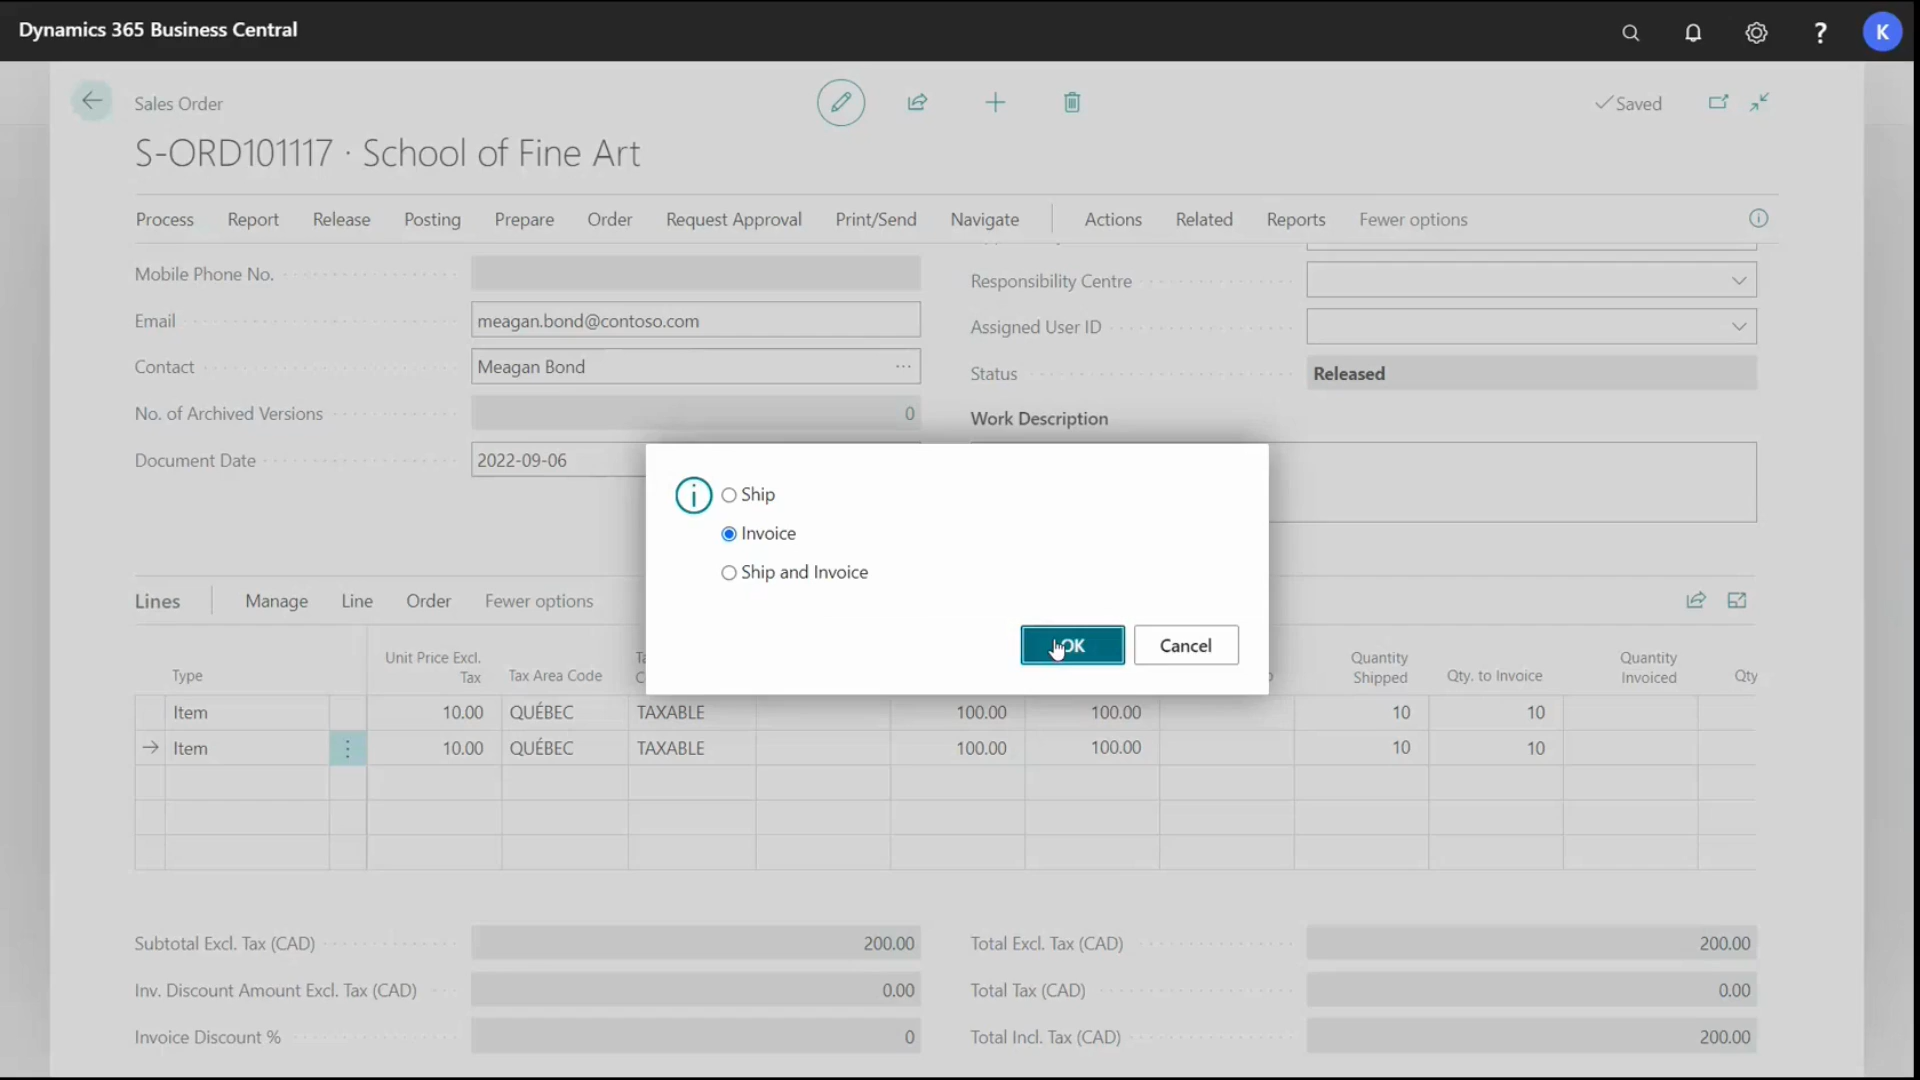 Dynamics 365 Business Central
? K
Sales Order
Saved
S-ORD101117 · School of Fine Art
Process Report Release Posting Prepare Order Request Approval Print/Send Navigate Actions Related Reports Fewer options
Mobile Phone No.
Responsibility Centre
Email meagan.bond@contoso.com
Assigned User ID
Contact Meagan Bond ...
Status Released
No. of Archived Versions 0
Work Description
Document Date 2022-09-06
Ship
Invoice
Ship and Invoice
OK Cancel
Lines Manage Line Order Fewer options
Type Unit Price Excl. Tax Tax Area Code Quantity Shipped Qty. to Invoice Quantity Invoiced Qty
Item 10.00 QUÉBEC TAXABLE 100.00 100.00 10 10
Item 10.00 QUÉBEC TAXABLE 100.00 100.00 10 10
Subtotal Excl. Tax (CAD) 200.00 Total Excl. Tax (CAD) 200.00
Inv. Discount Amount Excl. Tax (CAD) 0.00 Total Tax (CAD) 0.00
Invoice Discount % 0 Total Incl. Tax (CAD) 200.00